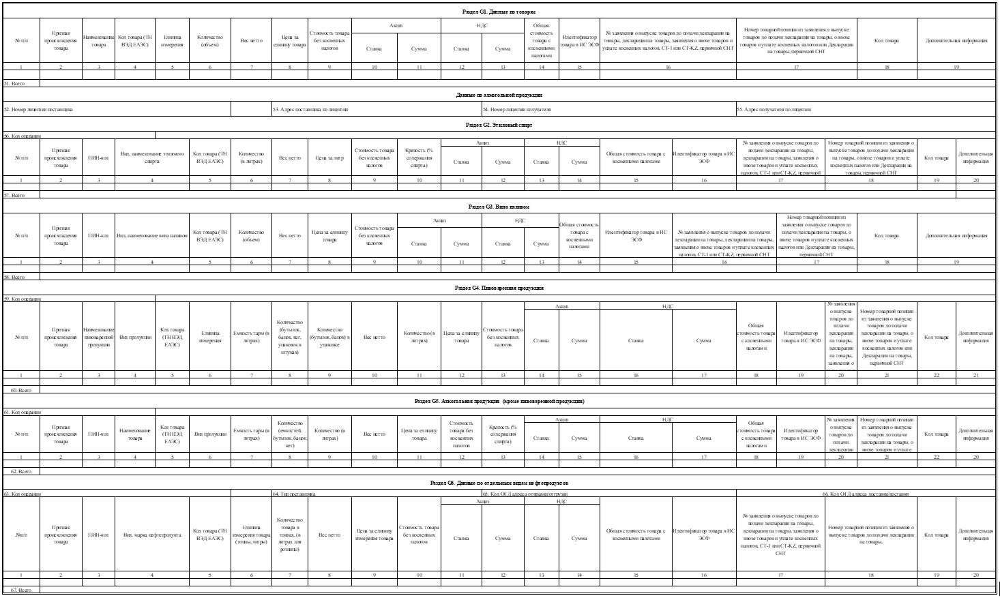 Раздел G1. Данные по товарам
№ п/п
Признак происхождения товара
Наименование товара
Код товара (ТН ВЭД ЕАЭС)
Единица измерения
Количество (объем)
Вес нетто
Цена за единицу товара
Стоимость товара без косвенных налогов
Акциз
Ставка
Сумма
НДС
Ставка
Сумма
Общая стоимость товара с косвенными налогами
Идентификатор товара в ИС ЭСФ
№ заявления о выпуске товаров до подачи декларации на товары, декларации на товары, заявления о ввозе товаров и уплате косвенных налогов, СТ-1 или СТ-KZ, первичной СНТ
Номер товарной позиции из заявления о выпуске товаров до подачи декларации на товары, о ввозе товаров и уплате косвенных налогов или Декларации на товары, первичной СНТ
Код товара
Дополнительная информация
1 2 3 4 5 6 7 8 9 10 11 12 13 14 15 16 17 18 19
51. Всего
Данные по алкогольной продукции
52. Номер лицензии поставщика
53. Адрес поставщика по лицензии
54. Номер лицензии получателя
55. Адрес получателя по лицензии
Раздел G2. Этиловый спирт
56. Код операции
№ п/п
Признак происхождения товара
ПИН-код
Вид, наименование этилового спирта
Код товара (ТН ВЭД ЕАЭС)
Количество (в литрах)
Вес нетто
Цена за литр
Стоимость товара без косвенных налогов
Крепость (% содержания спирта)
Акциз
Ставка
Сумма
НДС
Ставка
Сумма
Общая стоимость товара с косвенными налогами
Идентификатор товара в ИС ЭСФ
№ заявления о выпуске товаров до подачи декларации на товары, декларации на товары, заявления о ввозе товаров и уплате косвенных налогов, СТ-1 или СТ-KZ, первичной
Номер товарной позиции из заявления о выпуске товаров до подачи декларации на товары, о ввозе товаров и уплате косвенных налогов или Декларации на товары, первичной СНТ
Код товара
Дополнительная информация
1 2 3 4 5 6 7 8 9 10 11 12 13 14 15 16 17 18 19 20
57. Всего
Раздел G3. Вино наливом
№ п/п
Признак происхождения товара
ПИН-код
Вид, наименование вина наливом
Код товара (ТН ВЭД ЕАЭС)
Количество (объем)
Вес нетто
Цена за единицу товара
Стоимость товара без косвенных налогов
Акциз
Ставка
Сумма
НДС
Ставка
Сумма
Общая стоимость товара с косвенными налогами
Идентификатор товара в ИС ЭСФ
№ заявления о выпуске товаров до подачи декларации на товары, декларации на товары, заявления о ввозе товаров и уплате косвенных налогов, СТ-1 или СТ-KZ, первичной СНТ
Номер товарной позиции из заявления о выпуске товаров до подачи декларации на товары, о ввозе товаров и уплате косвенных налогов или Декларации на товары, первичной СНТ
Код товара
Дополнительная информация
1 2 3 4 5 6 7 8 9 10 11 12 13 14 15 16 17 18 19
58. Всего
Раздел G4. Пивоваренная продукция
59. Код операции
№ п/п
Признак происхождения товара
Наименование пивоваренной продукции
Вид продукции
Код товара (ТН ВЭД ЕАЭС)
Единица измерения
Емкость тары (в литрах)
Количество (бутылок, банок, кег, упаковок в штуках)
Количество (бутылок, банок) в упаковке
Вес нетто
Количество (в литрах)
Цена за единицу товара
Стоимость товара без косвенных налогов
Акциз
Ставка
Сумма
НДС
Ставка
Сумма
Общая стоимость товара с косвенными налогами
Идентификатор товара в ИС ЭСФ
№ заявления о выпуске товаров до подачи декларации на товары, декларации на товары, заявления о
Номер товарной позиции из заявления о выпуске товаров до подачи декларации на товары, о ввозе товаров и уплате косвенных налогов или Декларации на товары, первичной СНТ
Код товара
Дополнительная информация
1 2 3 4 5 6 7 8 9 10 11 12 13 14 15 16 17 18 19 20 21 22 21
60. Всего
Раздел G5. Алкогольная продукция (кроме пивоваренной продукции)
61. Код операции
№ п/п
Признак происхождения товара
ПИН-код
Наименование товара
Код товара (ТН ВЭД ЕАЭС)
Вид продукции
Емкость тары (в литрах)
Количество (емкостей, бутылок, банок, кег)
Количество (в литрах)
Вес нетто
Цена за единицу товара
Стоимость товара без косвенных налогов
Крепость (% содержания спирта)
Акциз
Ставка
Сумма
НДС
Ставка
Сумма
Общая стоимость товара с косвенными налогами
Идентификатор товара в ИС ЭСФ
№ заявления о выпуске товаров до подачи декларации
Номер товарной позиции из заявления о выпуске товаров до подачи декларации на товары, о ввозе товаров и уплате
Код товара
Дополнительная информация
1 2 3 4 5 6 7 8 9 10 11 12 13 14 15 16 17 18 19 20 21 22 20
62. Всего
Раздел G6. Данные по отдельным видам нефтепродуктов
63. Код операции
64. Тип поставщика
65. Код ОГД адреса отправки/отгрузки
66. Код ОГД адреса доставки/поставки
№п/п
Признак происхождения товара
ПИН-код
Вид, марка нефтепродукта
Код товара (ТН ВЭД ЕАЭС)
Единица измерения товара (тонны, литры)
Количество товара в тоннах, (в литрах для розницы)
Вес нетто
Цена за единицу измерения товара
Стоимость товара без косвенных налогов
Акциз
Ставка
Сумма
НДС
Ставка
Сумма
Общая стоимость товара с косвенными налогами
Идентификатор товара в ИС ЭСФ
№ заявления о выпуске товаров до подачи декларации на товары, декларации на товары, заявления о ввозе товаров и уплате косвенных налогов, СТ-1 или СТ-KZ, первичной СНТ
Номер товарной позиции из заявления о выпуске товаров до подачи декларации на товары.
Код товара
Дополнительная информация
1 2 3 4 5 6 7 8 9 10 11 12 13 14 15 16 17 18 19 20
67. Всего